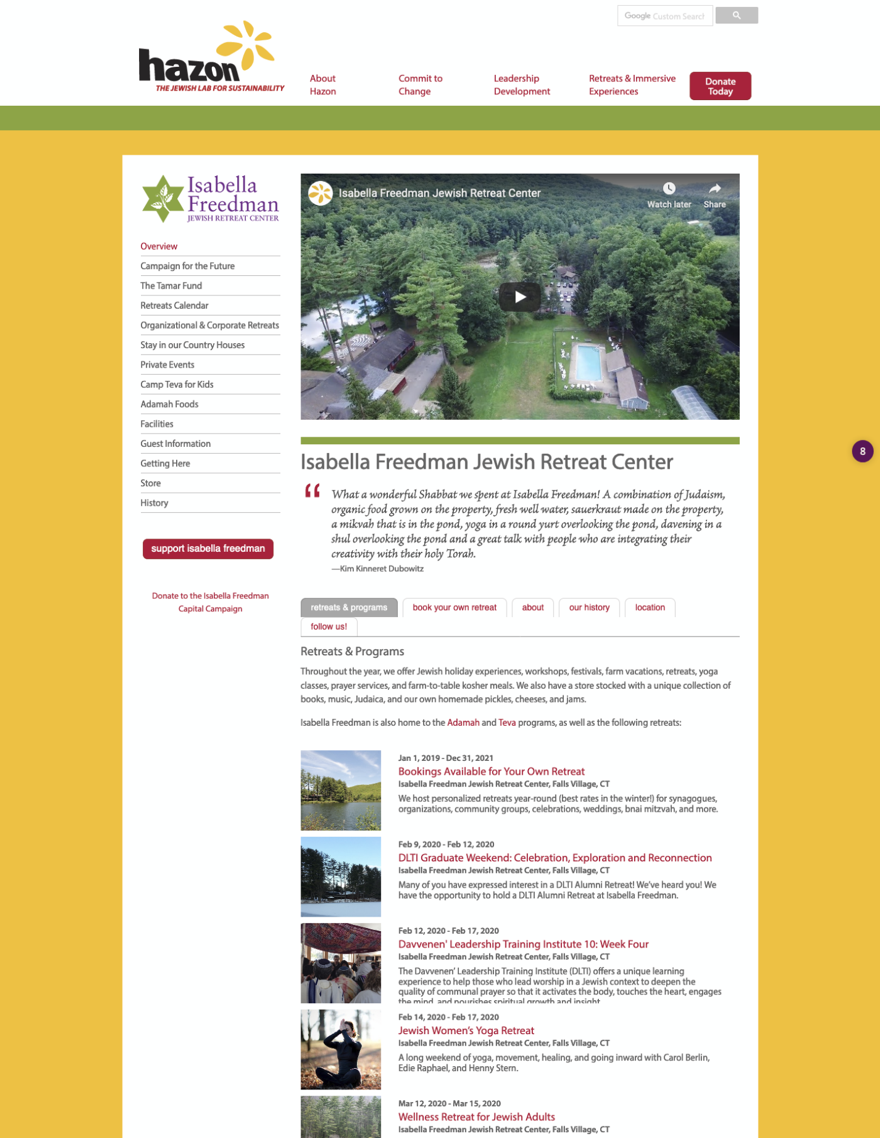 Google Custom Search
hazon
THE JEWISH LAB FOR SUSTAINABILITY
About
Hazon
Commit to
Change
Leadership
Development
Retreats & Immersive
Experiences
Donate
Today
Isabella
Freedman
JEWISH RETREAT CENTER
Overview
Campaign for the Future
The Tamar Fund
Retreats Calendar
Organizational & Corporate Retreats
Stay in our Country Houses
Private Events
Camp Teva for Kids
Adamah Foods
Facilities
Guest Information
Getting Here
Store
History
support isabella freedman
Donate to the Isabella Freedman
Capital Campaign
Isabella Freedman Jewish Retreat Center
Watch later
Share
8
Isabella Freedman Jewish Retreat Center
“ What a wonderful Shabbat we spent at Isabella Freedman! A combination of Judaism,
organic food grown on the property, fresh well water, sauerkraut made on the property,
a mikvah that is in the pond, yoga in a round yurt overlooking the pond, davening in a
shul overlooking the pond and a great talk with people who are integrating their
creativity with their holy Torah.
—Kim Kinneret Dubowitz
retreats & programs
book your own retreat
about
our history
location
follow us!
Retreats & Programs
Throughout the year, we offer Jewish holiday experiences, workshops, festivals, farm vacations, retreats, yoga
classes, prayer services, and farm-to-table kosher meals. We also have a store stocked with a unique collection of
books, music, Judaica, and our own homemade pickles, cheeses, and jams.
Isabella Freedman is also home to the Adamah and Teva programs, as well as the following retreats:
Jan 1, 2019 - Dec 31, 2021
Bookings Available for Your Own Retreat
Isabella Freedman Jewish Retreat Center, Falls Village, CT
We host personalized retreats year-round (best rates in the winter!) for synagogues,
organizations, community groups, celebrations, weddings, bnai mitzvah, and more.
Feb 9, 2020 - Feb 12, 2020
DLTI Graduate Weekend: Celebration, Exploration and Reconnection
Isabella Freedman Jewish Retreat Center, Falls Village, CT
Many of you have expressed interest in a DLTI Alumni Retreat! We've heard you! We
have the opportunity to hold a DLTI Alumni Retreat at Isabella Freedman.
Feb 12, 2020 - Feb 17, 2020
Davvenen' Leadership Training Institute 10: Week Four
Isabella Freedman Jewish Retreat Center, Falls Village, CT
The Davvenen' Leadership Training Institute (DLTI) offers a unique learning
experience to help those who lead worship in a Jewish context to deepen the
quality of communal prayer so that it activates the body, touches the heart, engages
the mind, and nourishes spiritual growth and insight.
Feb 14, 2020 - Feb 17, 2020
Jewish Women's Yoga Retreat
Isabella Freedman Jewish Retreat Center, Falls Village, CT
A long weekend of yoga, movement, healing, and going inward with Carol Berlin,
Edie Raphael, and Henny Stern.
Mar 12, 2020 - Mar 15, 2020
Wellness Retreat for Jewish Adults
Isabella Freedman Jewish Retreat Center, Falls Village, CT